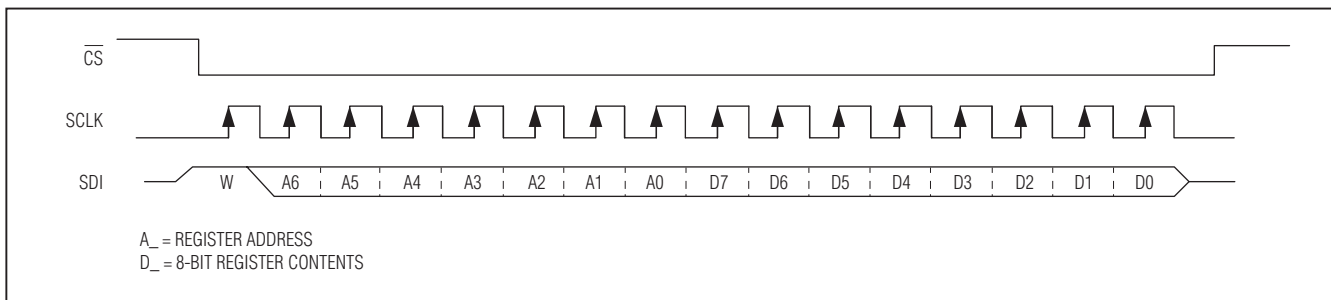 CS
SCLK
SDI W A6 A5 A4 A3 A2 A1 A0 D7 D6 D5 D4 D3 D2 D1 D0
A_ = REGISTER ADDRESS
D_ = 8-BIT REGISTER CONTENTS